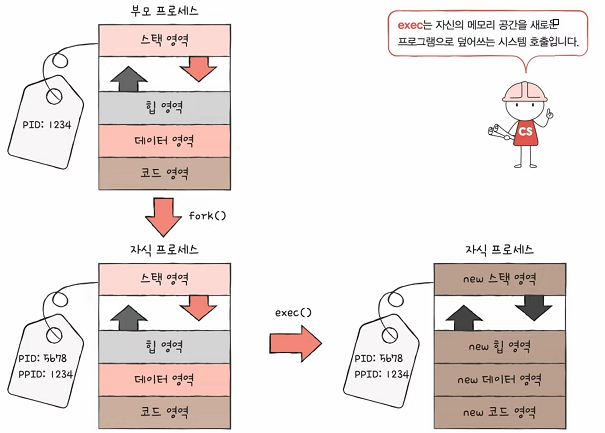 부모 프로세스
스택 영역
힙 영역
데이터 영역
코드 영역
PID: 1234
exec는 자신의 메모리 공간을 새로운
프로그램으로 덮어쓰는 시스템 호출입니다.
CS
fork()
자식 프로세스
스택 영역
힙 영역
데이터 영역
코드 영역
PID: 5678
PPID: 1234
exec()
자식 프로세스
new 스택 영역
new 힙 영역
new 데이터 영역
new 코드 영역
PID: 5678
PPID: 1234